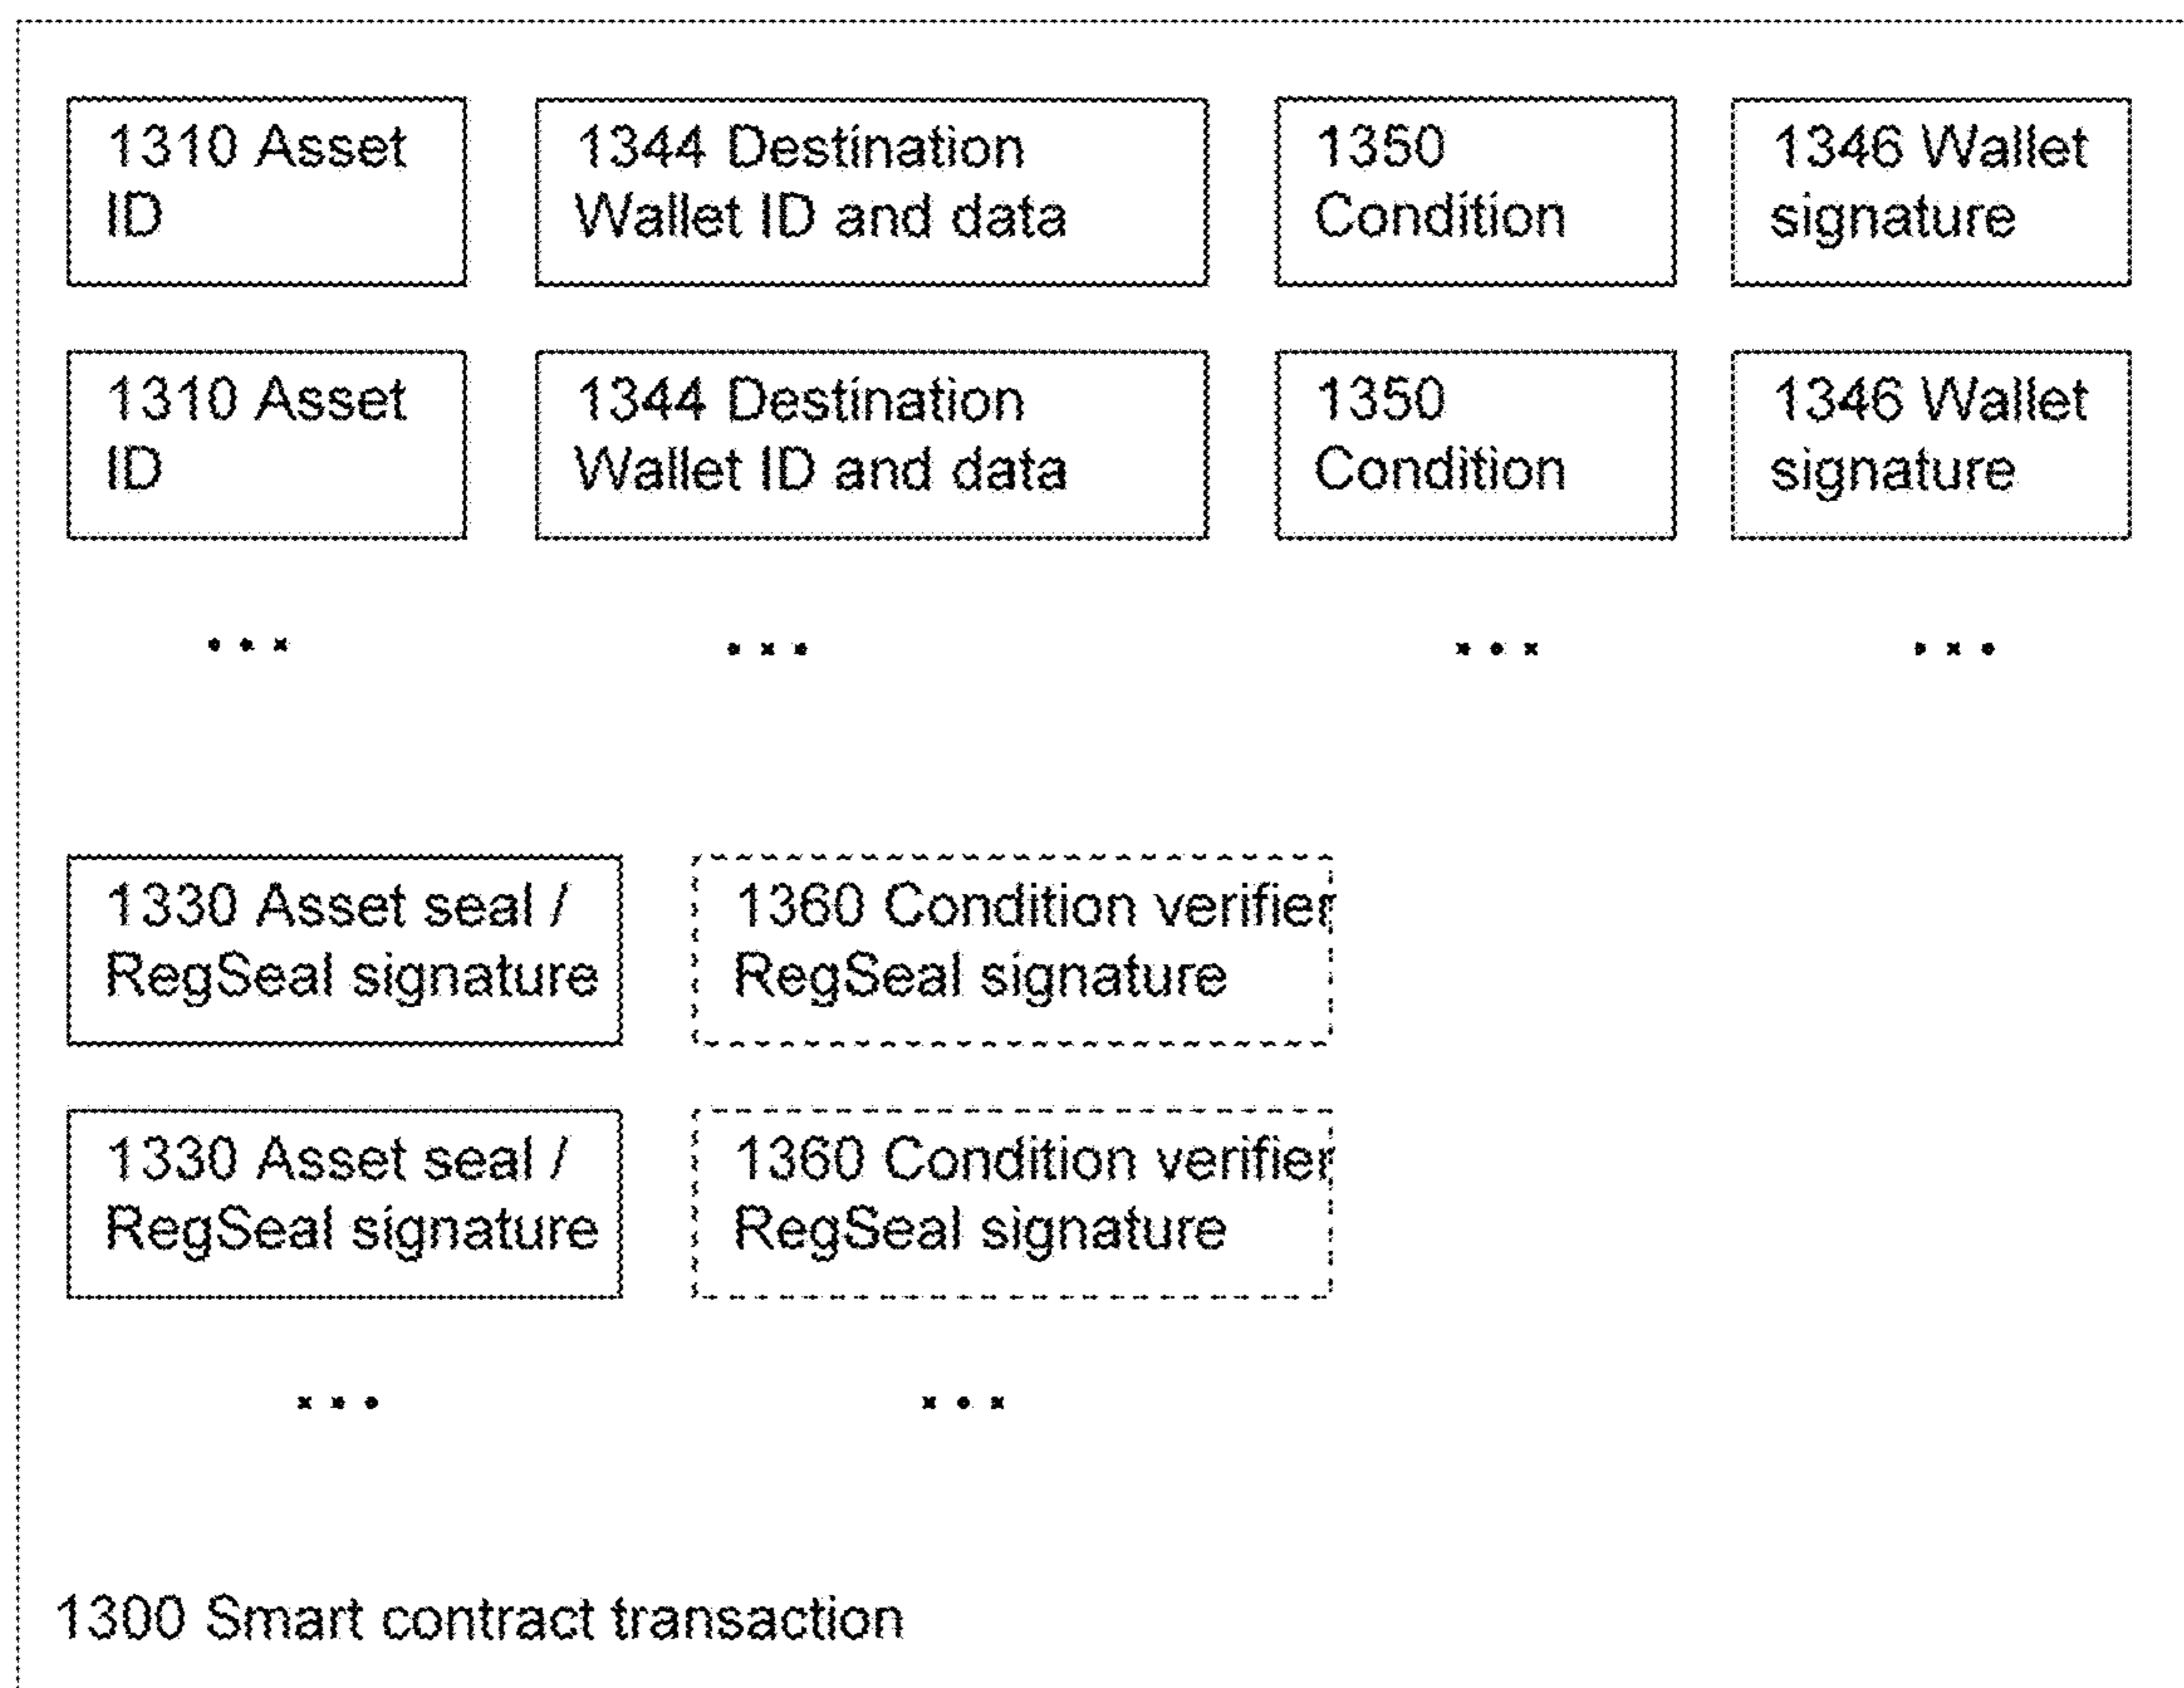 1310 Asset
ID
1344 Destination
Wallet ID and data
1350
Condition
1346 Wallet
signature
1310 Asset
ID
1344 Destination
Wallet ID and data
1350
Condition
1346 Wallet
signature
... ... ... ...
1330 Asset seal /
RegSeal signature
1360 Condition verifier
RegSeal signature
1330 Asset seal /
RegSeal signature
1360 Condition verifier
RegSeal signature
... ...
1300 Smart contract transaction